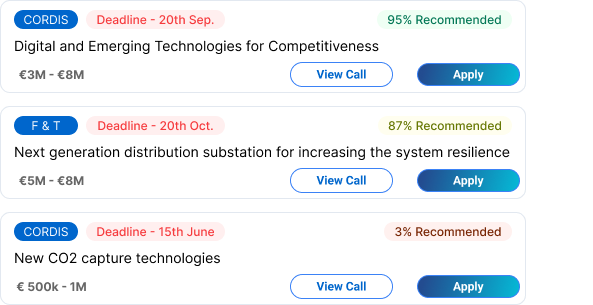 CORDIS Deadline - 20th Sep. 95% Recommended
Digital and Emerging Technologies for Competitiveness
€3M - €8M View Call Apply
F & T Deadline - 20th Oct. 87% Recommended
Next generation distribution substation for increasing the system resilience
€5M - €8M View Call Apply
CORDIS Deadline - 15th June 3% Recommended
New CO2 capture technologies
€ 500k - 1M View Call Apply